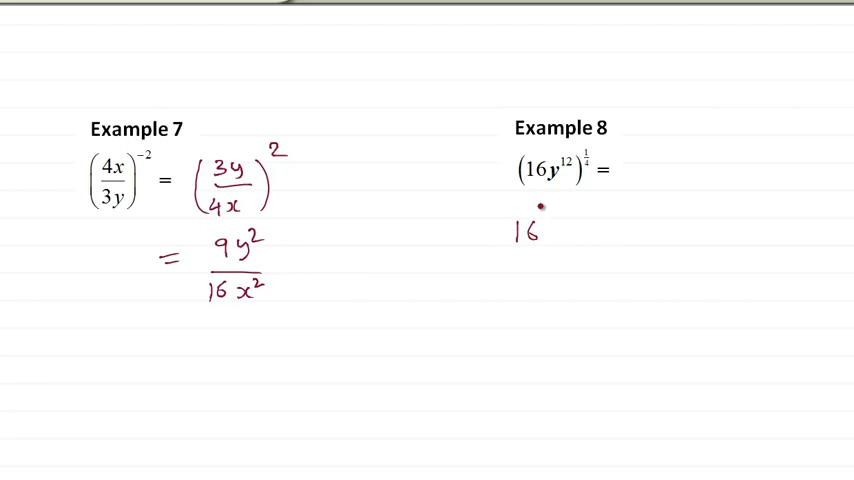 Example 7
(4x/3y)^-2 = (3y/4x)^2
= 9y^2/16x^2
Example 8
(16y^12)^1/4 =
16